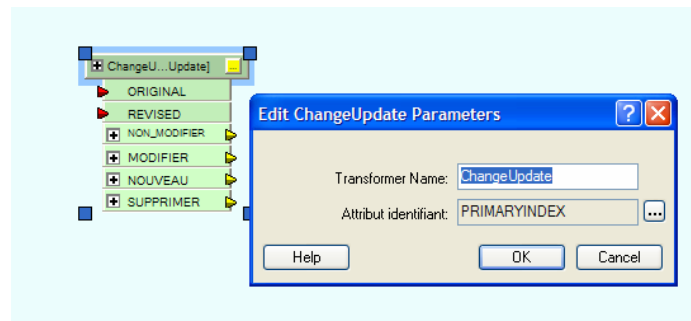 ChangeU...Update]
ORIGINAL
REVISED
NON_MODIFIER
MODIFIER
NOUVEAU
SUPPRIMER
Edit ChangeUpdate Parameters
Transformer Name: ChangeUpdate
Attribut identifiant: PRIMARYINDEX ...
Help OK Cancel